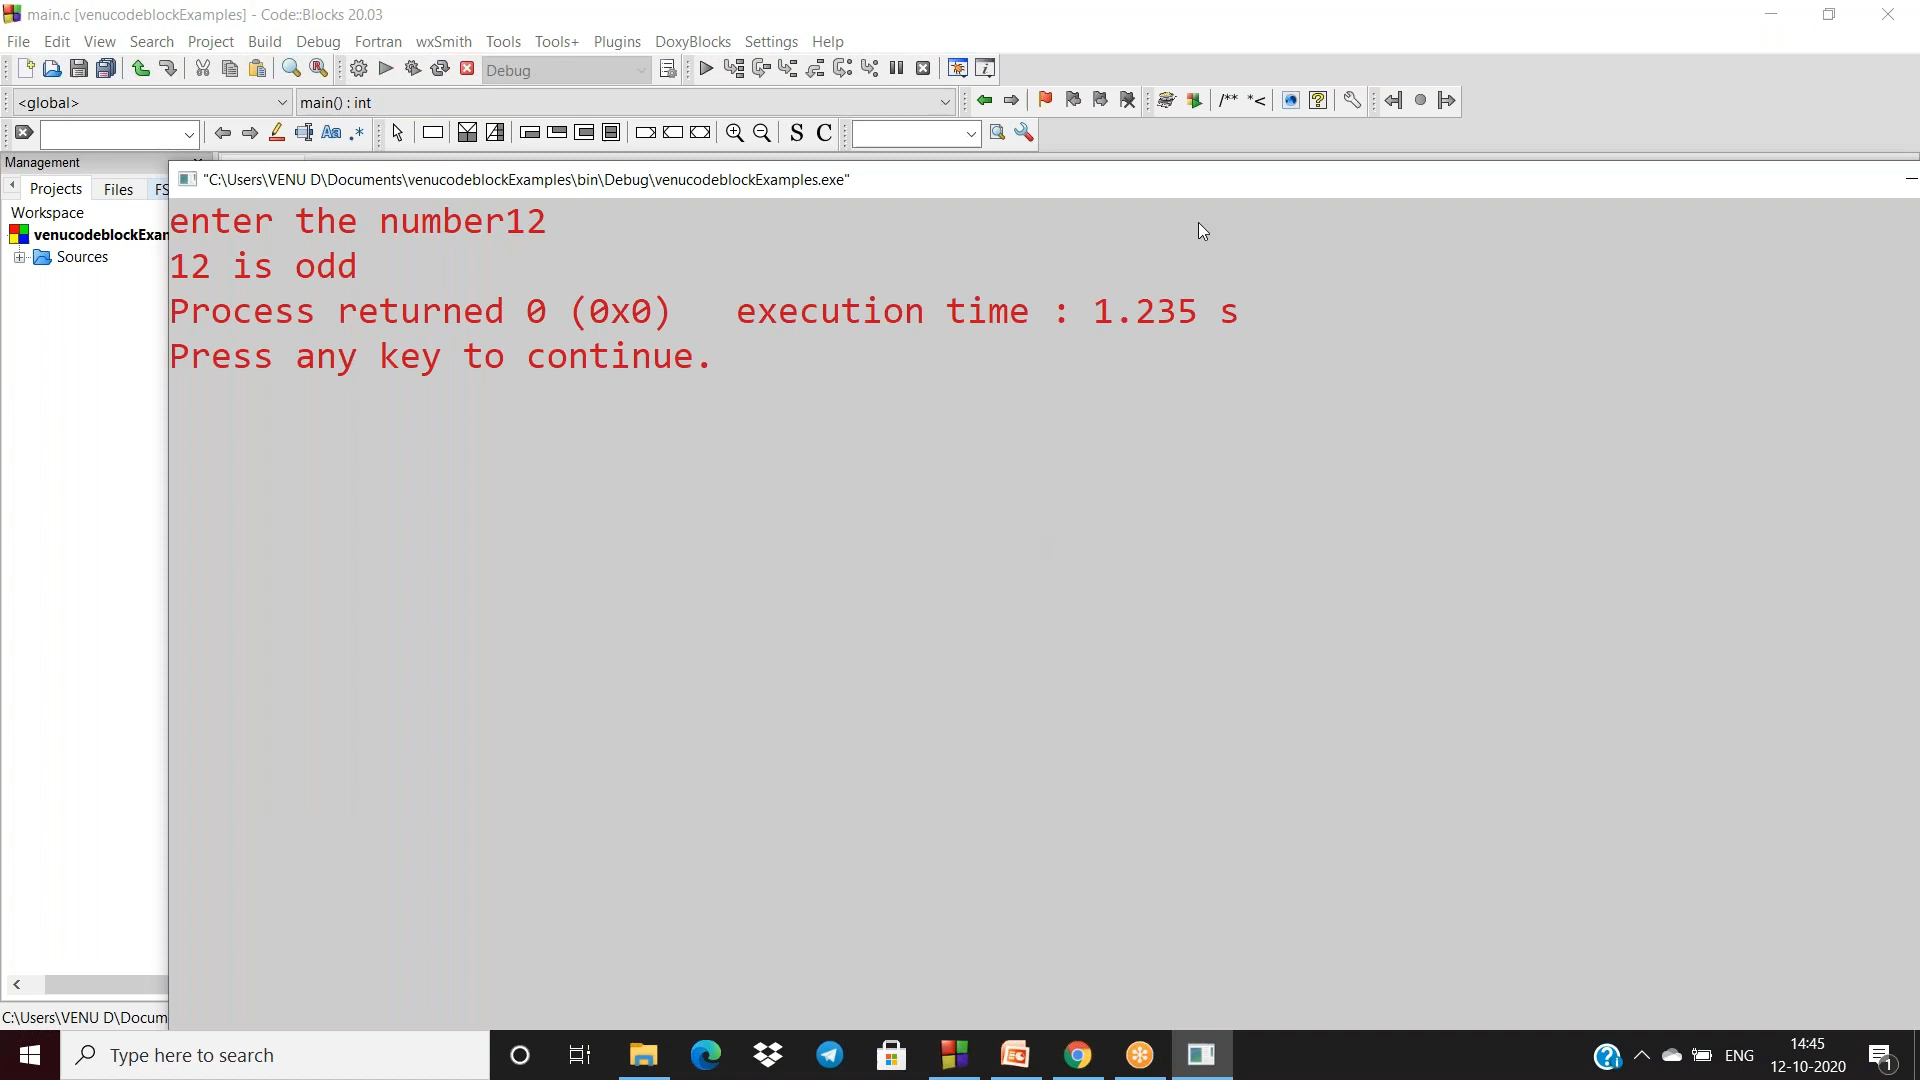 main.c [venucodeblockExamples] - Code::Blocks 20.03
File Edit View Search Project Build Debug Fortran wxSmith Tools Tools+ Plugins DoxyBlocks Settings Help
Debug
<global> main() : int
/** *<
Aa .* S C
Management
Projects Files FS
"C:\Users\VENU D\Documents\venucodeblockExamples\bin\Debug\venucodeblockExamples.exe"
Workspace
venucodeblockExan
Sources
enter the number12
12 is odd
Process returned 0 (0x0)   execution time : 1.235 s
Press any key to continue.
C:\Users\VENU D\Docum
Type here to search
ENG
14:45
12-10-2020
1